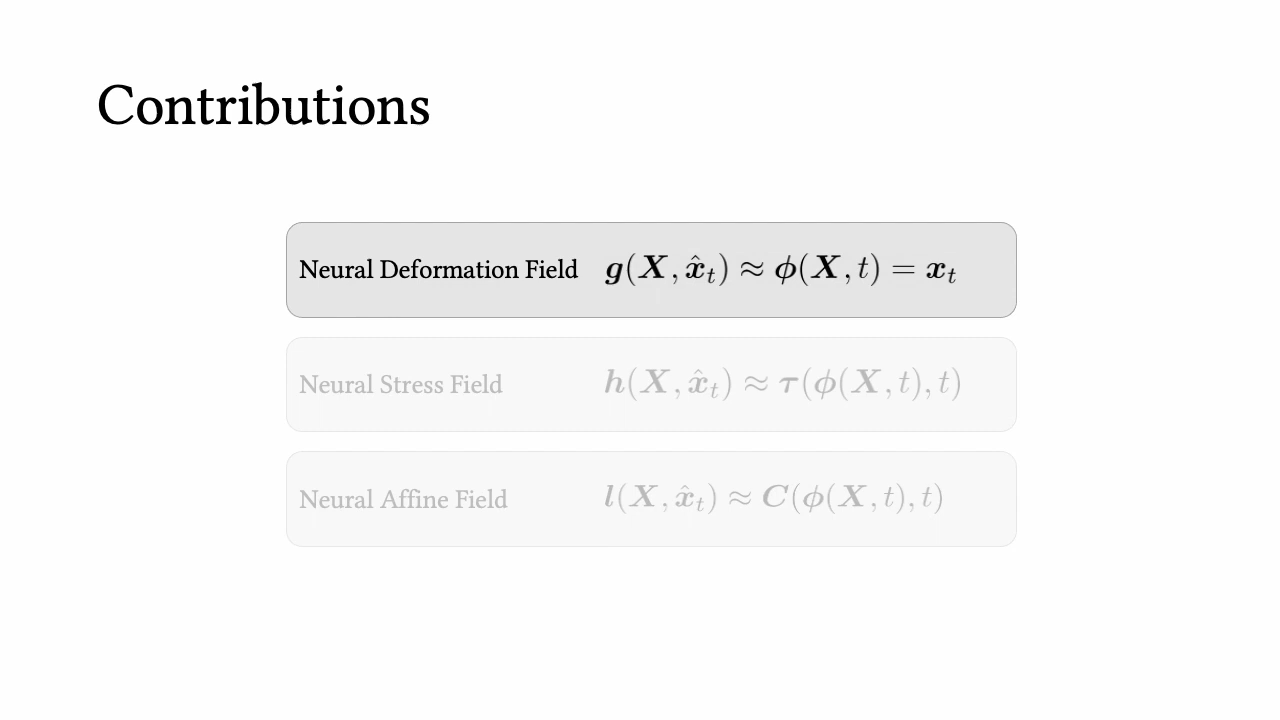 Contributions
Neural Deformation Field g(X, x̂ₜ) ≈ ϕ(X, t) = xₜ
Neural Stress Field h(X, x̂ₜ) ≈ τ(ϕ(X, t), t)
Neural Affine Field l(X, x̂ₜ) ≈ C(ϕ(X, t), t)